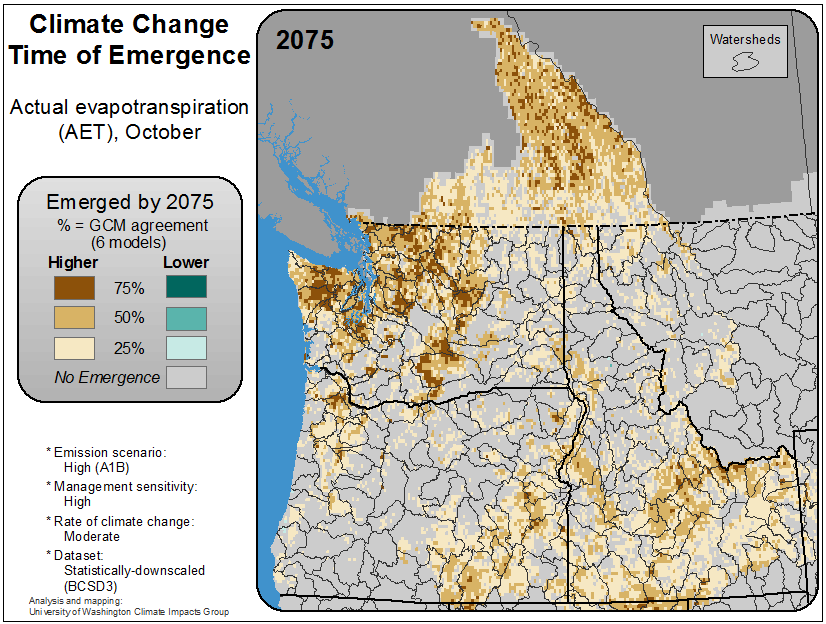 Climate Change
Time of Emergence
Actual evapotranspiration
(AET), October
Emerged by 2075
% = GCM agreement
(6 models)
Higher Lower
75%
50%
25%
No Emergence
* Emission scenario:
High (A1B)
* Management sensitivity:
High
* Rate of climate change:
Moderate
* Dataset:
Statistically-downscaled
(BCSD3)
Analysis and mapping:
University of Washington Climate Impacts Group
2075
Watersheds